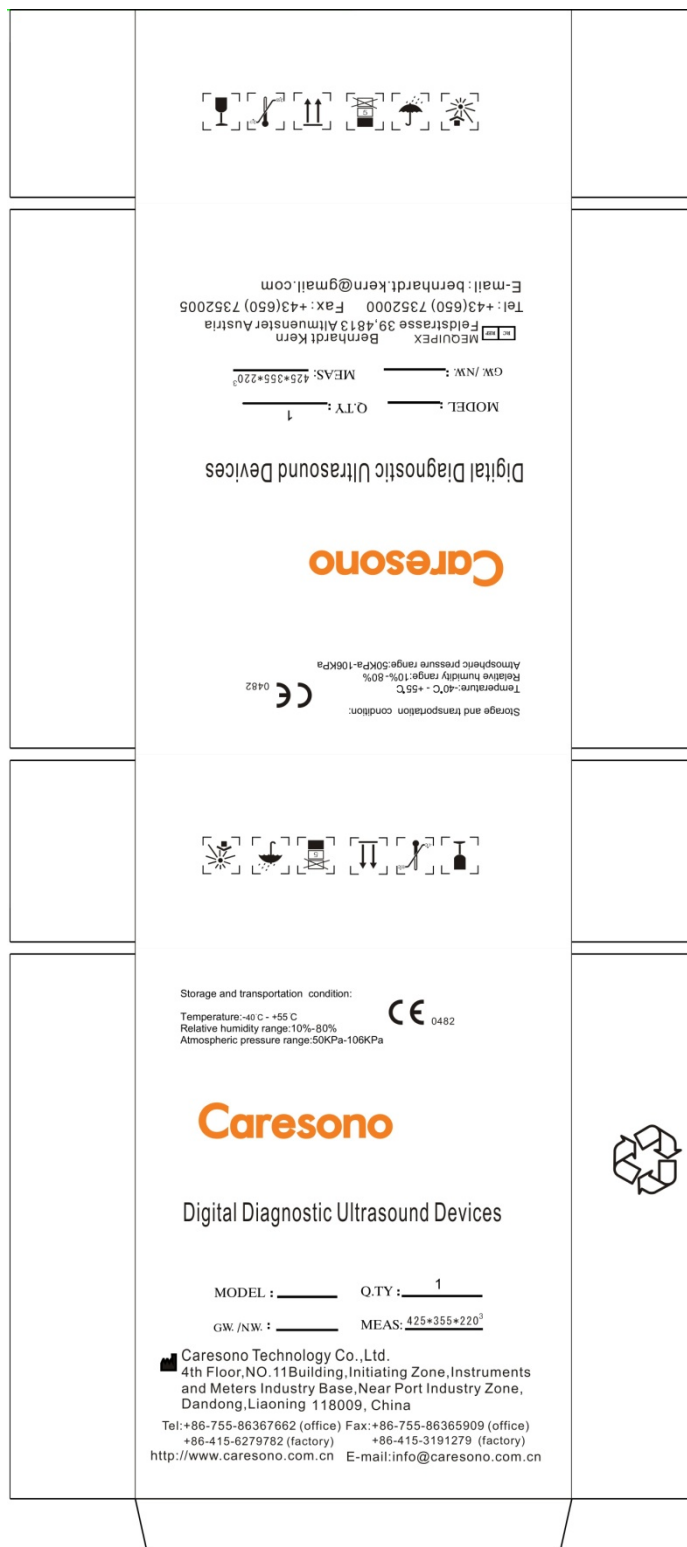 5
E-mail:bernhardt.kern@gmail.com
Tel: +43(650) 7352000 Fax: +43(650) 7352005
Feldstrasse 39,4813 Altmuenster Austria
EC REP MEQUIPEX Bernhardt Kern
GW. /NW. : MEAS: 425*355*220³
MODEL : Q.TY : 1
Digital Diagnostic Ultrasound Devices
Caresono
Atmospheric pressure range:50KPa-106KPa
Relative humidity range:10%-80%
Temperature:-40°C - +55°C
CE 0482
Storage and transportation condition:
5
Storage and transportation condition:
Temperature:-40°C - +55°C
Relative humidity range:10%-80%
Atmospheric pressure range:50KPa-106KPa
CE 0482
Caresono
Digital Diagnostic Ultrasound Devices
MODEL : Q.TY : 1
GW. /NW. : MEAS: 425*355*220³
Caresono Technology Co.,Ltd.
4th Floor,NO.11Building,Initiating Zone,Instruments
and Meters Industry Base,Near Port Industry Zone,
Dandong,Liaoning 118009, China
Tel:+86-755-86367662 (office) Fax:+86-755-86365909 (office)
+86-415-6279782 (factory) +86-415-3191279 (factory)
http://www.caresono.com.cn E-mail:info@caresono.com.cn